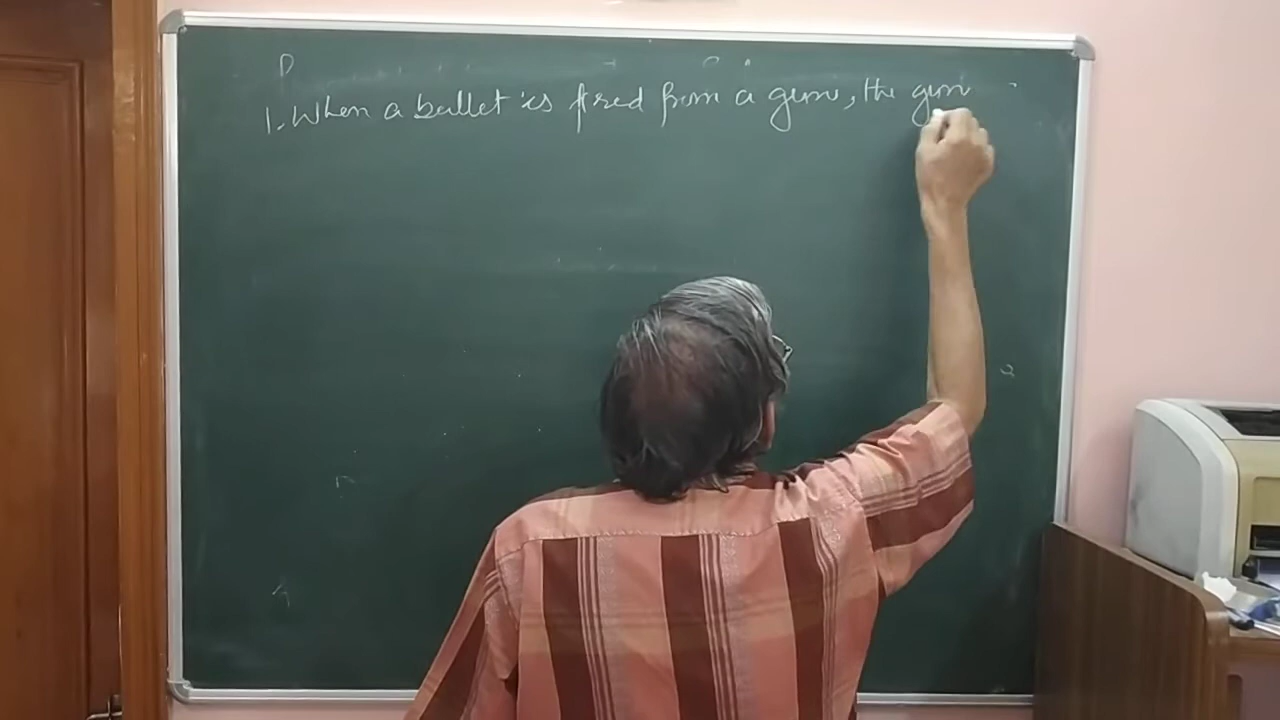 1. When a bullet is fired from a gun, the gun